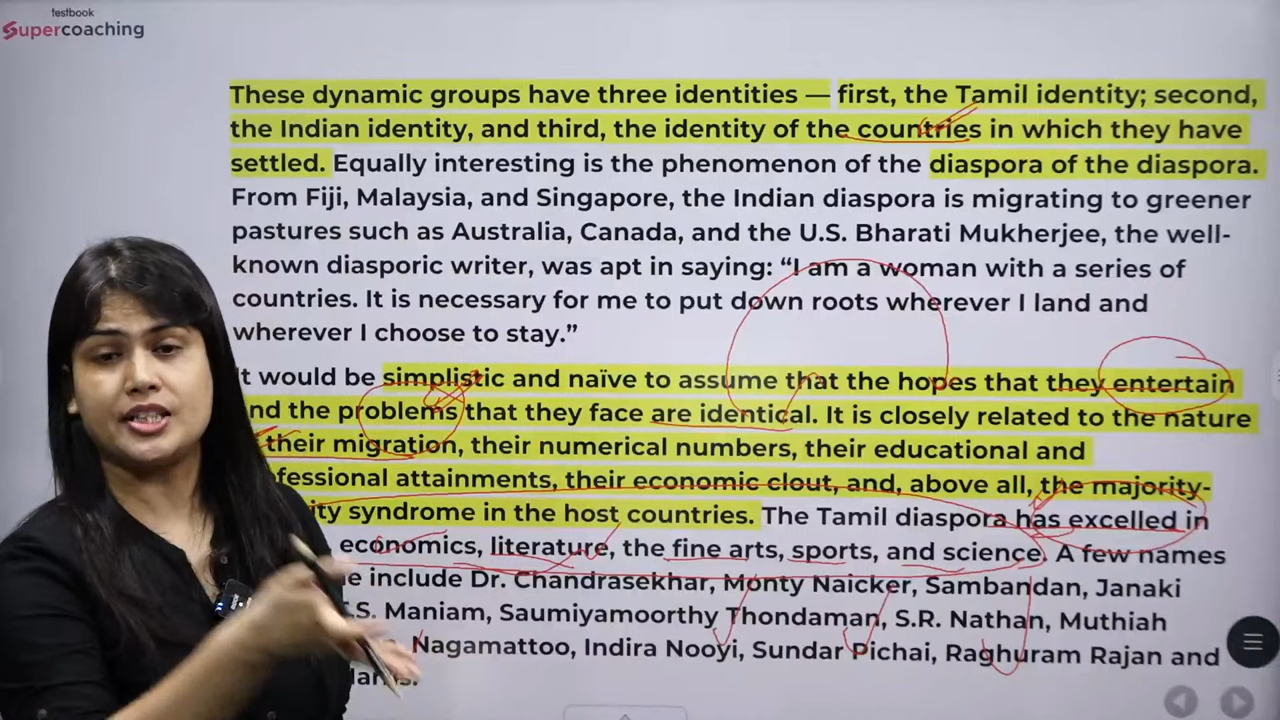 testbook
Supercoaching
These dynamic groups have three identities — first, the Tamil identity; second,
the Indian identity, and third, the identity of the countries in which they have
settled. Equally interesting is the phenomenon of the diaspora of the diaspora.
From Fiji, Malaysia, and Singapore, the Indian diaspora is migrating to greener
pastures such as Australia, Canada, and the U.S. Bharati Mukherjee, the well-
known diasporic writer, was apt in saying: “I am a woman with a series of
countries. It is necessary for me to put down roots wherever I land and
wherever I choose to stay.”
t would be simplistic and naïve to assume that the hopes that they entertain
nd the problems that they face are identical. It is closely related to the nature
their migration, their numerical numbers, their educational and
fessional attainments, their economic clout, and, above all, the majority-
ity syndrome in the host countries. The Tamil diaspora has excelled in
economics, literature, the fine arts, sports, and science. A few names
e include Dr. Chandrasekhar, Monty Naicker, Sambandan, Janaki
.S. Maniam, Saumiyamoorthy Thondaman, S.R. Nathan, Muthiah
Nagamattoo, Indira Nooyi, Sundar Pichai, Raghuram Rajan and